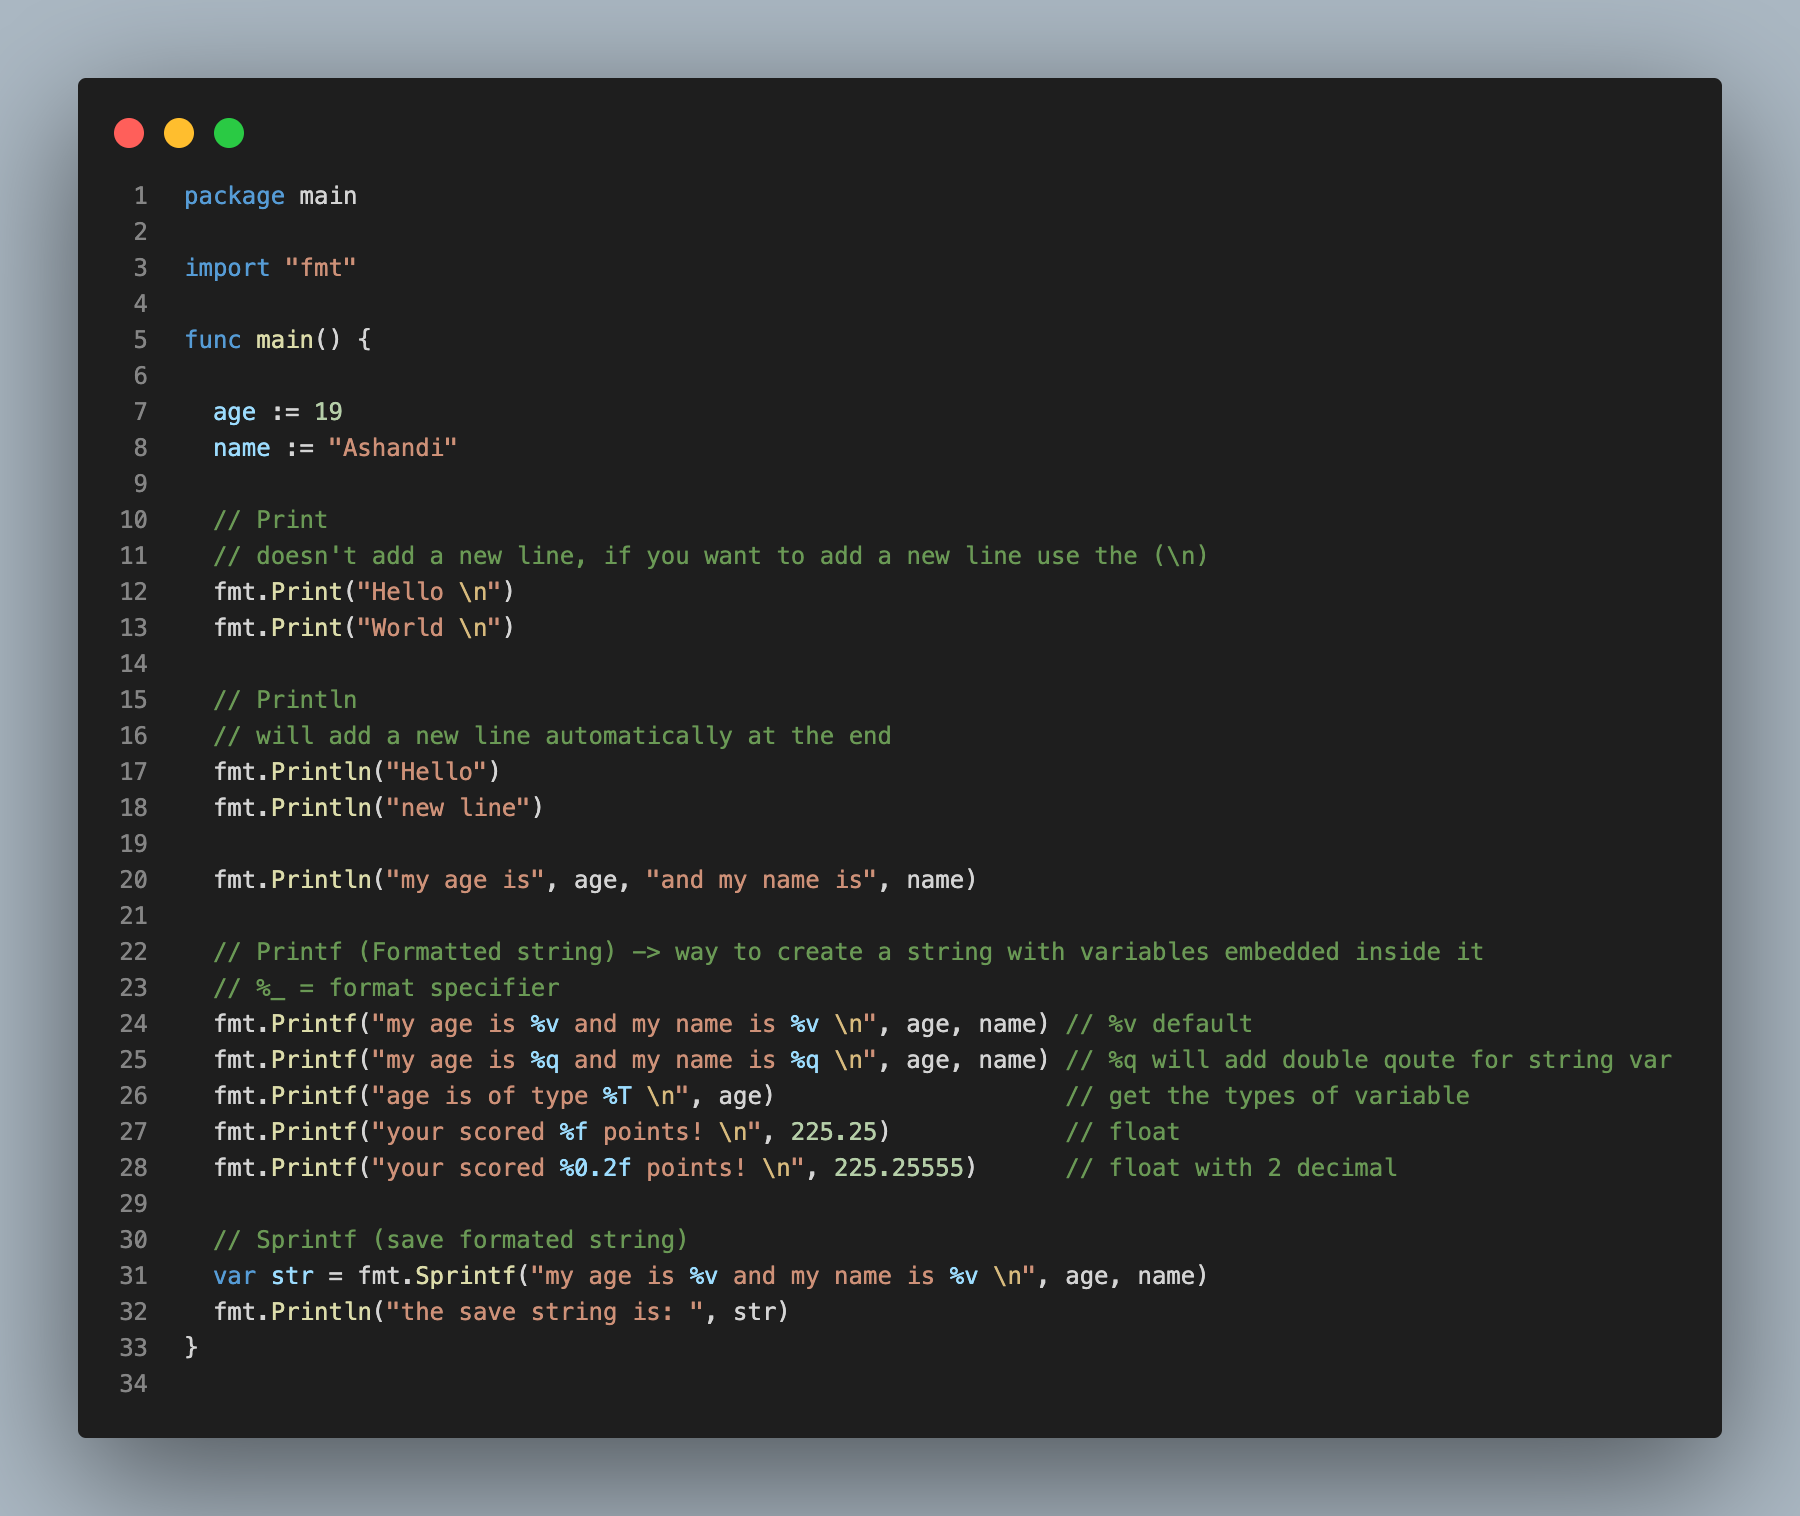 1 package main
2
3 import "fmt"
4
5 func main() {
6
7   age := 19
8   name := "Ashandi"
9
10   // Print
11   // doesn't add a new line, if you want to add a new line use the (\n)
12   fmt.Print("Hello \n")
13   fmt.Print("World \n")
14
15   // Println
16   // will add a new line automatically at the end
17   fmt.Println("Hello")
18   fmt.Println("new line")
19
20   fmt.Println("my age is", age, "and my name is", name)
21
22   // Printf (Formatted string) -> way to create a string with variables embedded inside it
23   // %_ = format specifier
24   fmt.Printf("my age is %v and my name is %v \n", age, name) // %v default
25   fmt.Printf("my age is %q and my name is %q \n", age, name) // %q will add double qoute for string var
26   fmt.Printf("age is of type %T \n", age)                    // get the types of variable
27   fmt.Printf("your scored %f points! \n", 225.25)            // float
28   fmt.Printf("your scored %0.2f points! \n", 225.25555)      // float with 2 decimal
29
30   // Sprintf (save formated string)
31   var str = fmt.Sprintf("my age is %v and my name is %v \n", age, name)
32   fmt.Println("the save string is: ", str)
33 }
34